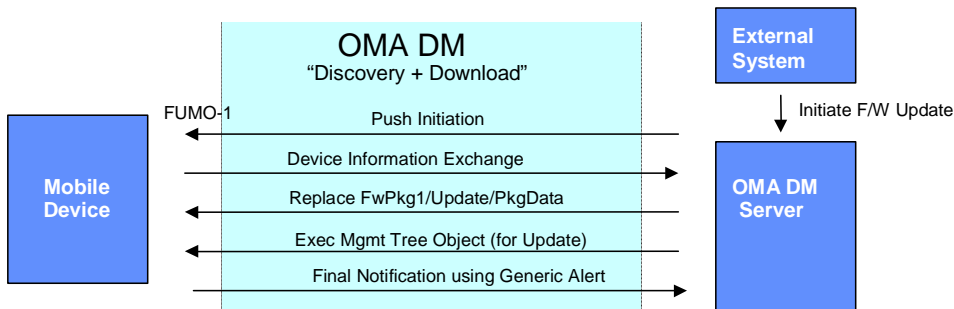 OMA DM
“Discovery + Download”
External
System
Initiate F/W Update
FUMO-1
Push Initiation
Device Information Exchange
Mobile
Device
Replace FwPkg1/Update/PkgData
OMA DM
Server
Exec Mgmt Tree Object (for Update)
Final Notification using Generic Alert